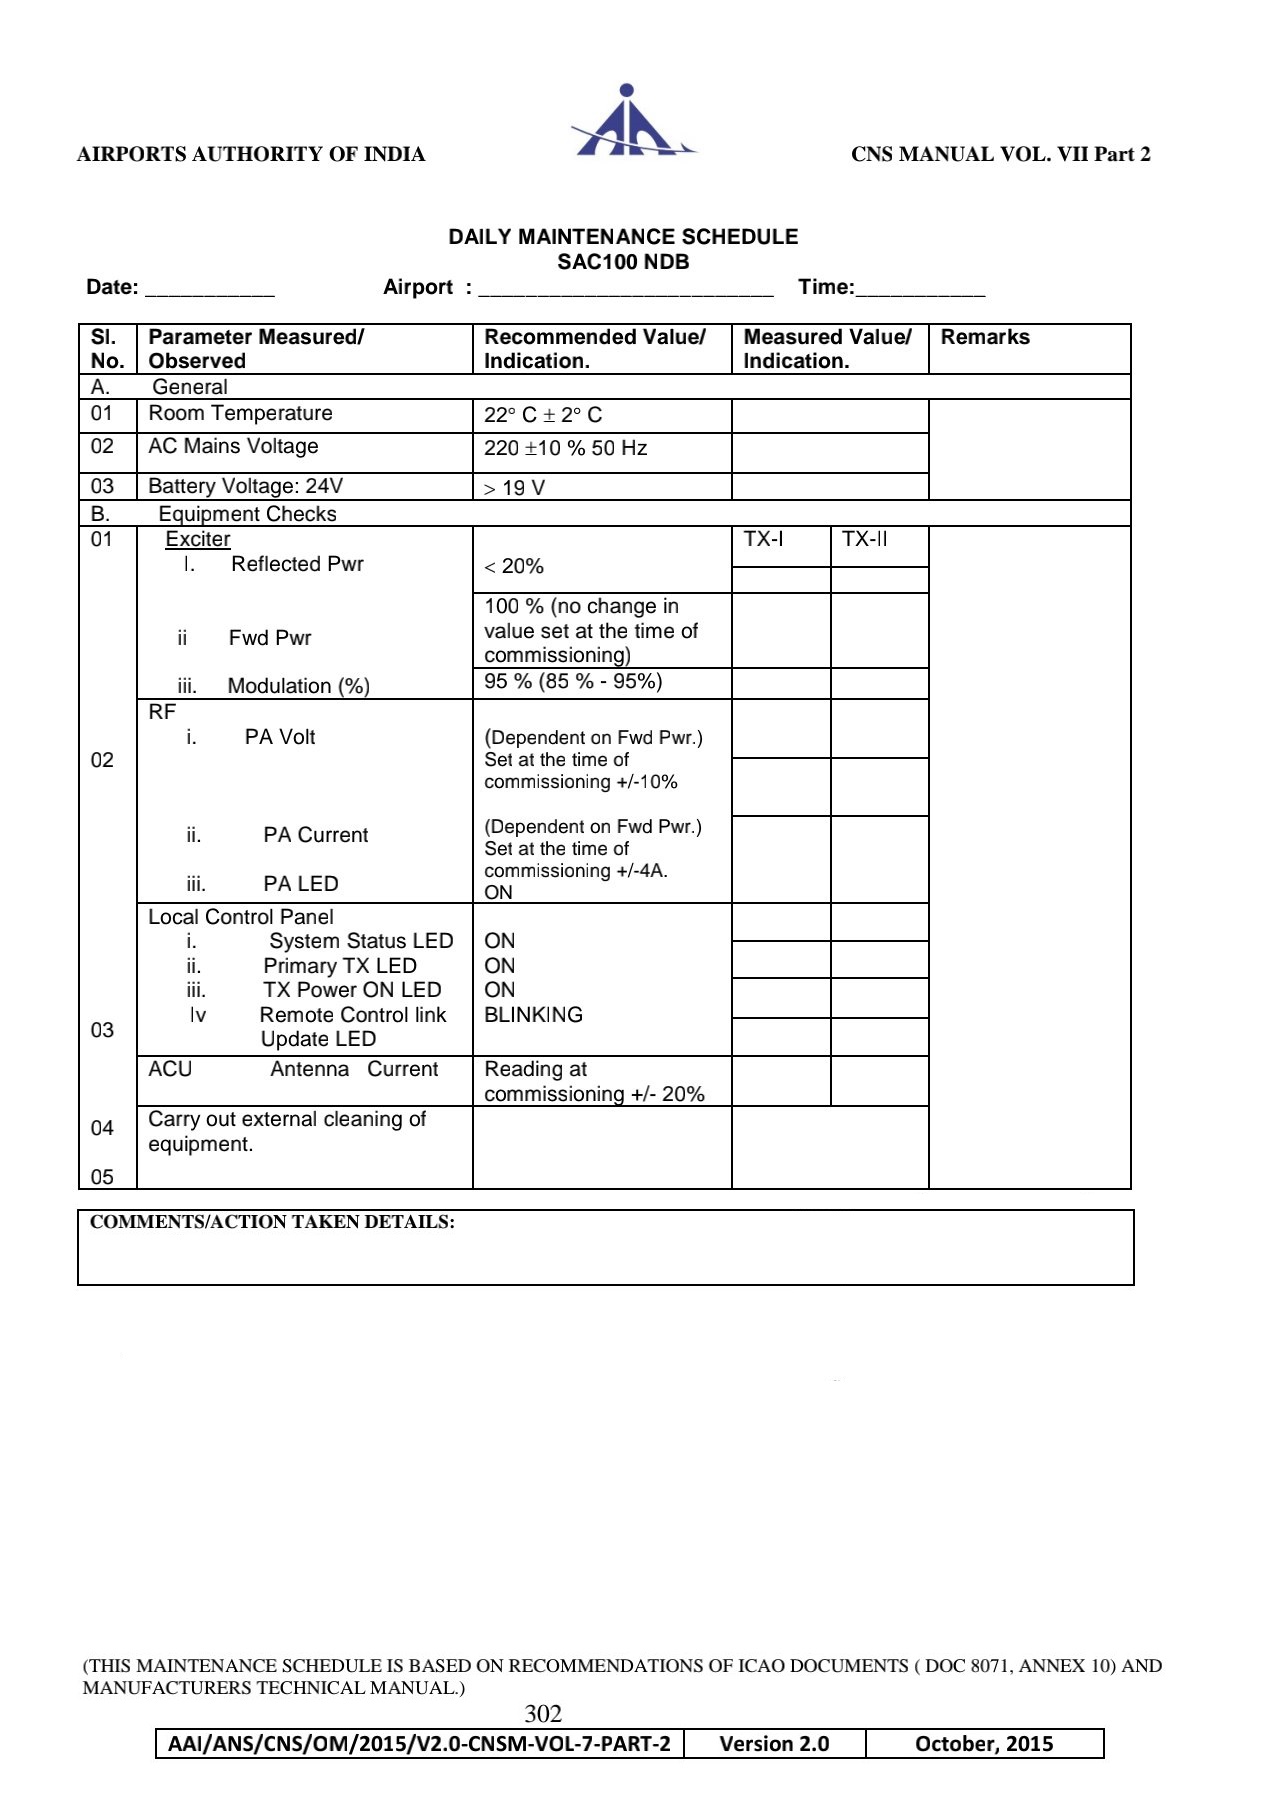 AIRPORTS AUTHORITY OF INDIA CNS MANUAL VOL. VII Part 2
DAILY MAINTENANCE SCHEDULE
SAC100 NDB
Date: ___________ Airport : _________________________ Time:___________
Sl. No. Parameter Measured/ Observed Recommended Value/ Indication. Measured Value/ Indication. Remarks
A. General
01 Room Temperature 22° C ± 2° C
02 AC Mains Voltage 220 ±10 % 50 Hz
03 Battery Voltage: 24V > 19 V
B. Equipment Checks
01 Exciter TX-I TX-II
I. Reflected Pwr < 20%
100 % (no change in
ii Fwd Pwr value set at the time of
commissioning)
iii. Modulation (%) 95 % (85 % - 95%)
RF
i. PA Volt (Dependent on Fwd Pwr.)
02 Set at the time of
commissioning +/-10%
ii. PA Current (Dependent on Fwd Pwr.)
Set at the time of
commissioning +/-4A.
iii. PA LED ON
Local Control Panel
i. System Status LED ON
ii. Primary TX LED ON
iii. TX Power ON LED ON
Iv Remote Control link BLINKING
03 Update LED
ACU Antenna Current Reading at
commissioning +/- 20%
04 Carry out external cleaning of
equipment.
05
COMMENTS/ACTION TAKEN DETAILS:
(THIS MAINTENANCE SCHEDULE IS BASED ON RECOMMENDATIONS OF ICAO DOCUMENTS ( DOC 8071, ANNEX 10) AND
MANUFACTURERS TECHNICAL MANUAL.)
302
AAI/ANS/CNS/OM/2015/V2.0-CNSM-VOL-7-PART-2 Version 2.0 October, 2015